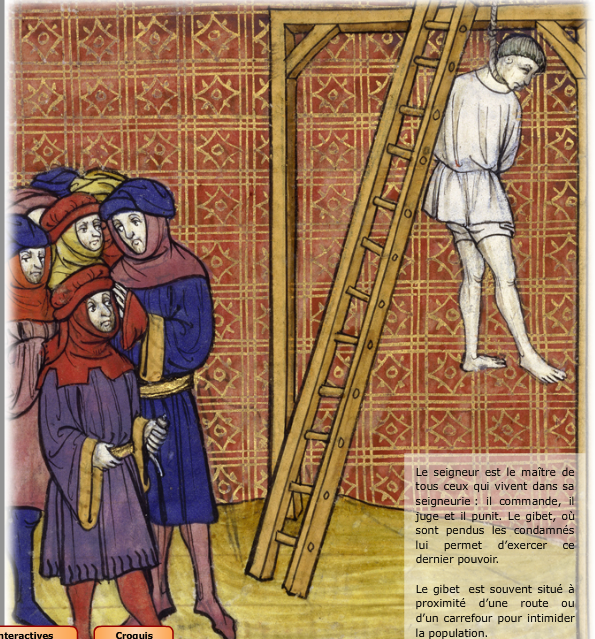 Le seigneur est le maître de
tous ceux qui vivent dans sa
seigneurie : il commande, il
juge et il punit. Le gibet, où
sont pendus les condamnés
lui permet d'exercer ce
dernier pouvoir.
Le gibet est souvent situé à
proximité d'une route ou
d'un carrefour pour intimider
la population.
nteractives
Croquis